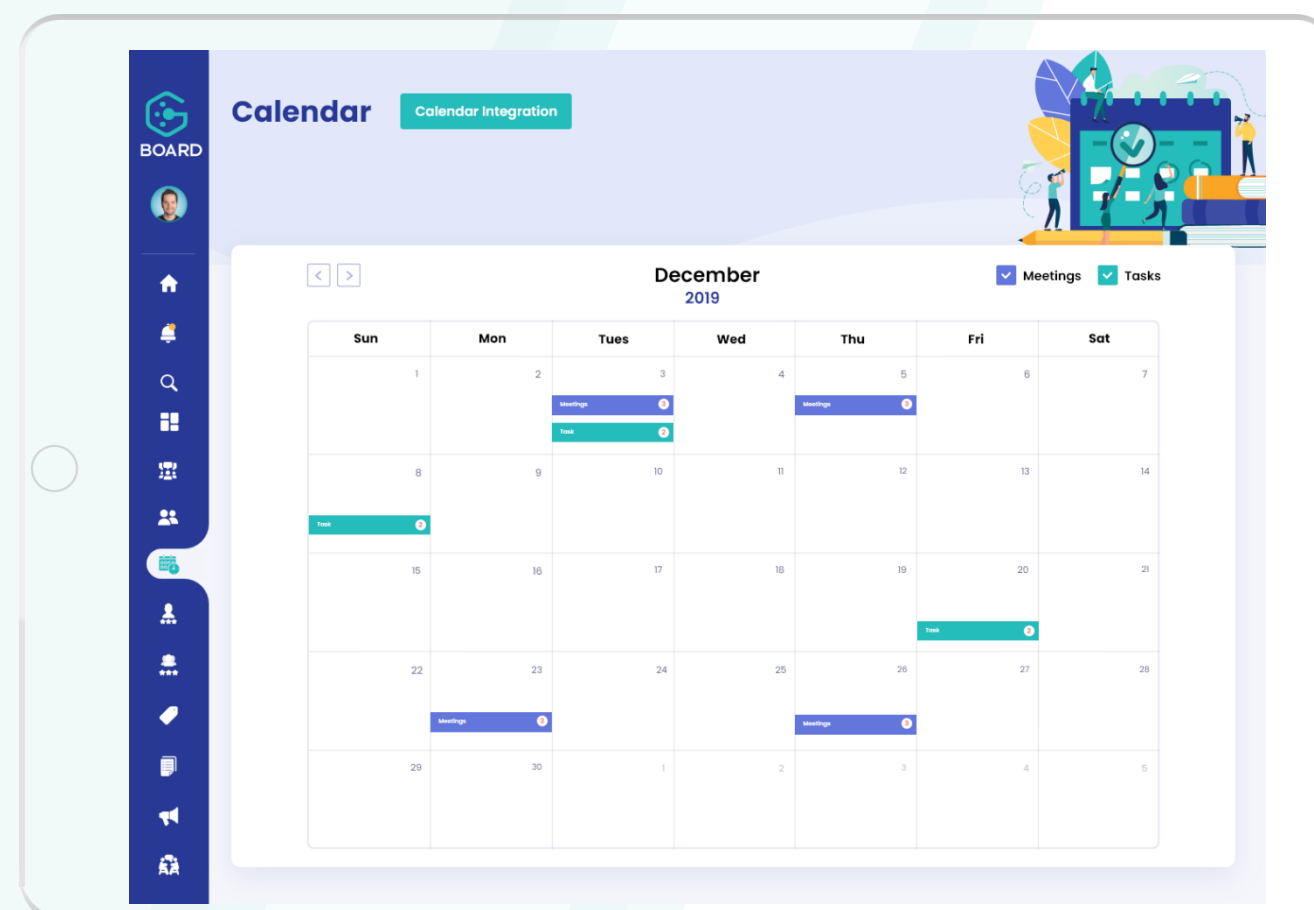 BOARD
Calendar
Calendar Integration
December
2019
Meetings
Tasks
Sun Mon Tues Wed Thu Fri Sat
1 2 3 4 5 6 7
Meetings 3 Meetings 3
Task 2
8 9 10 11 12 13 14
Task 2
15 16 17 18 19 20 21
Task 2
22 23 24 25 26 27 28
Meetings 3 Meetings 3
29 30 1 2 3 4 5